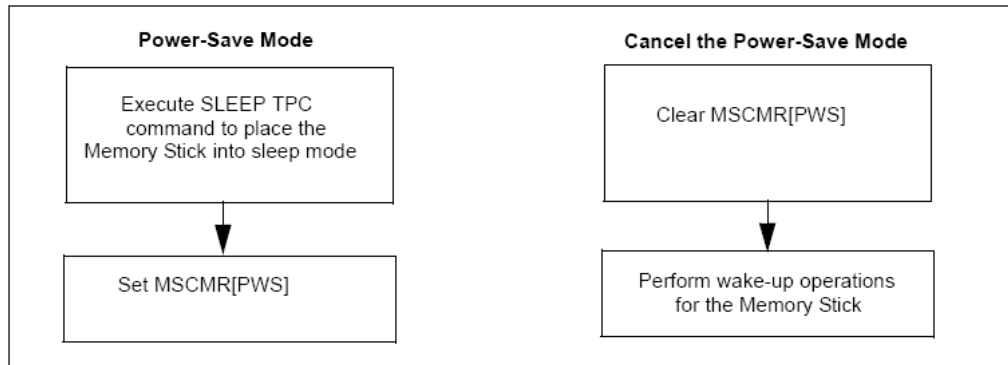 Power-Save Mode
Execute SLEEP TPC
command to place the
Memory Stick into sleep mode
Set MSCMR[PWS]
Cancel the Power-Save Mode
Clear MSCMR[PWS]
Perform wake-up operations
for the Memory Stick